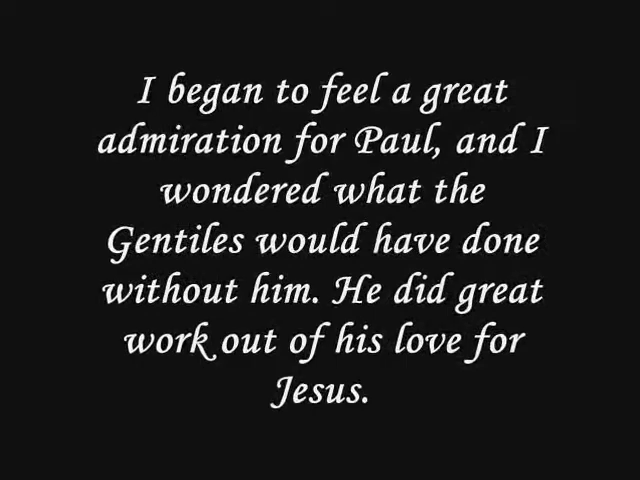 I began to feel a great
admiration for Paul, and I
wondered what the
Gentiles would have done
without him. He did great
work out of his love for
Jesus.